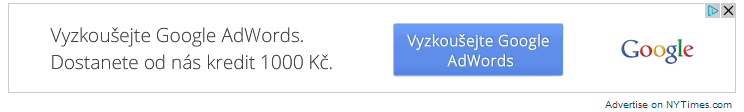 Vyzkoušejte Google AdWords.
Dostanete od nás kredit 1000 Kč.
Vyzkoušejte Google
AdWords
Google
Advertise on NYTimes.com